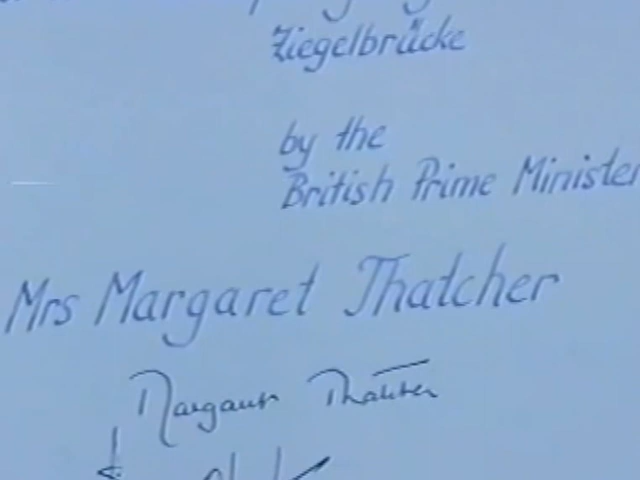 Ziegelbrücke
by the
British Prime Minister
Mrs Margaret Thatcher
Margaret Thatcher